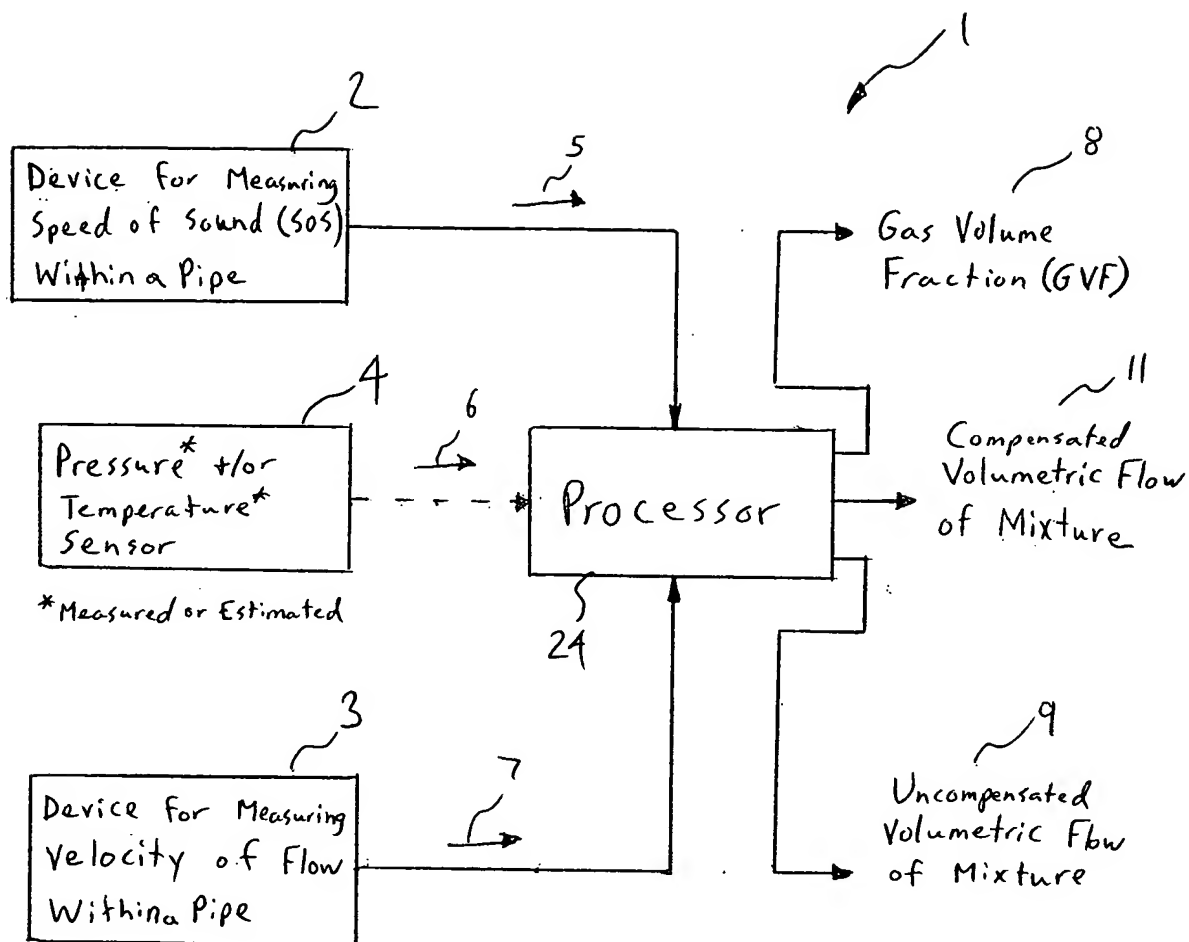 1
2
Device for Measuring
Speed of Sound (SOS)
Within a Pipe
5
8
Gas Volume
Fraction (GVF)
4
Pressure* +/or
Temperature*
Sensor
*Measured or Estimated
6
Processor
24
11
Compensated
Volumetric Flow
of Mixture
3
Device for Measuring
Velocity of Flow
Within a Pipe
7
9
Uncompensated
Volumetric Flow
of Mixture